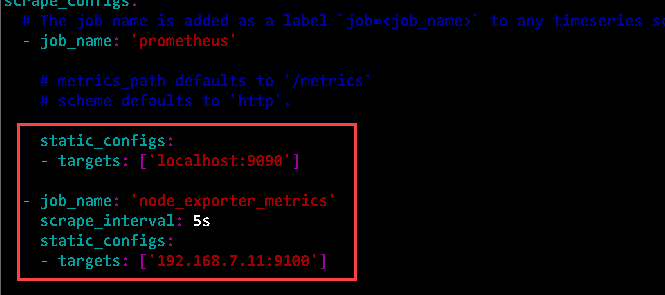 scrape_configs:
# The job name is added as a label `job=<job_name>` to any timeseries s
- job_name: 'prometheus'
# metrics_path defaults to '/metrics'
# scheme defaults to 'http'.
static_configs:
- targets: ['localhost:9090']
- job_name: 'node_exporter_metrics'
scrape_interval: 5s
static_configs:
- targets: ['192.168.7.11:9100']